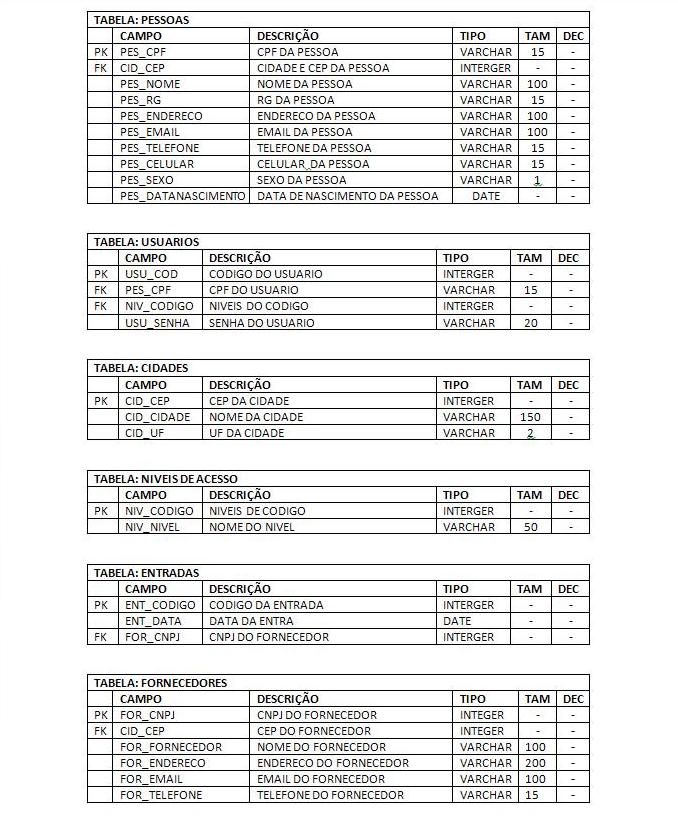 TABELA: PESSOAS
CAMPO DESCRIÇÃO TIPO TAM DEC
PK PES_CPF CPF DA PESSOA VARCHAR 15 -
FK CID_CEP CIDADE E CEP DA PESSOA INTERGER - -
PES_NOME NOME DA PESSOA VARCHAR 100 -
PES_RG RG DA PESSOA VARCHAR 15 -
PES_ENDERECO ENDERECO DA PESSOA VARCHAR 100 -
PES_EMAIL EMAIL DA PESSOA VARCHAR 100 -
PES_TELEFONE TELEFONE DA PESSOA VARCHAR 15 -
PES_CELULAR CELULAR DA PESSOA VARCHAR 15 -
PES_SEXO SEXO DA PESSOA VARCHAR 1 -
PES_DATANASCIMENTO DATA DE NASCIMENTO DA PESSOA DATE - -
TABELA: USUARIOS
CAMPO DESCRIÇÃO TIPO TAM DEC
PK USU_COD CODIGO DO USUARIO INTERGER - -
FK PES_CPF CPF DO USUARIO VARCHAR 15 -
FK NIV_CODIGO NIVEIS DO CODIGO INTERGER - -
USU_SENHA SENHA DO USUARIO VARCHAR 20 -
TABELA: CIDADES
CAMPO DESCRIÇÃO TIPO TAM DEC
PK CID_CEP CEP DA CIDADE INTERGER - -
CID_CIDADE NOME DA CIDADE VARCHAR 150 -
CID_UF UF DA CIDADE VARCHAR 2 -
TABELA: NIVEIS DE ACESSO
CAMPO DESCRIÇÃO TIPO TAM DEC
PK NIV_CODIGO NIVEIS DE CODIGO INTERGER - -
NIV_NIVEL NOME DO NIVEL VARCHAR 50 -
TABELA: ENTRADAS
CAMPO DESCRIÇÃO TIPO TAM DEC
PK ENT_CODIGO CODIGO DA ENTRADA INTERGER - -
ENT_DATA DATA DA ENTRA DATE - -
FK FOR_CNPJ CNPJ DO FORNECEDOR INTERGER - -
TABELA: FORNECEDORES
CAMPO DESCRIÇÃO TIPO TAM DEC
PK FOR_CNPJ CNPJ DO FORNECEDOR INTEGER - -
FK CID_CEP CEP DO FORNECEDOR INTEGER - -
FOR_FORNECEDOR NOME DO FORNECEDOR VARCHAR 100 -
FOR_ENDERECO ENDERECO DO FORNECEDOR VARCHAR 200 -
FOR_EMAIL EMAIL DO FORNECEDOR VARCHAR 100 -
FOR_TELEFONE TELEFONE DO FORNECEDOR VARCHAR 15 -